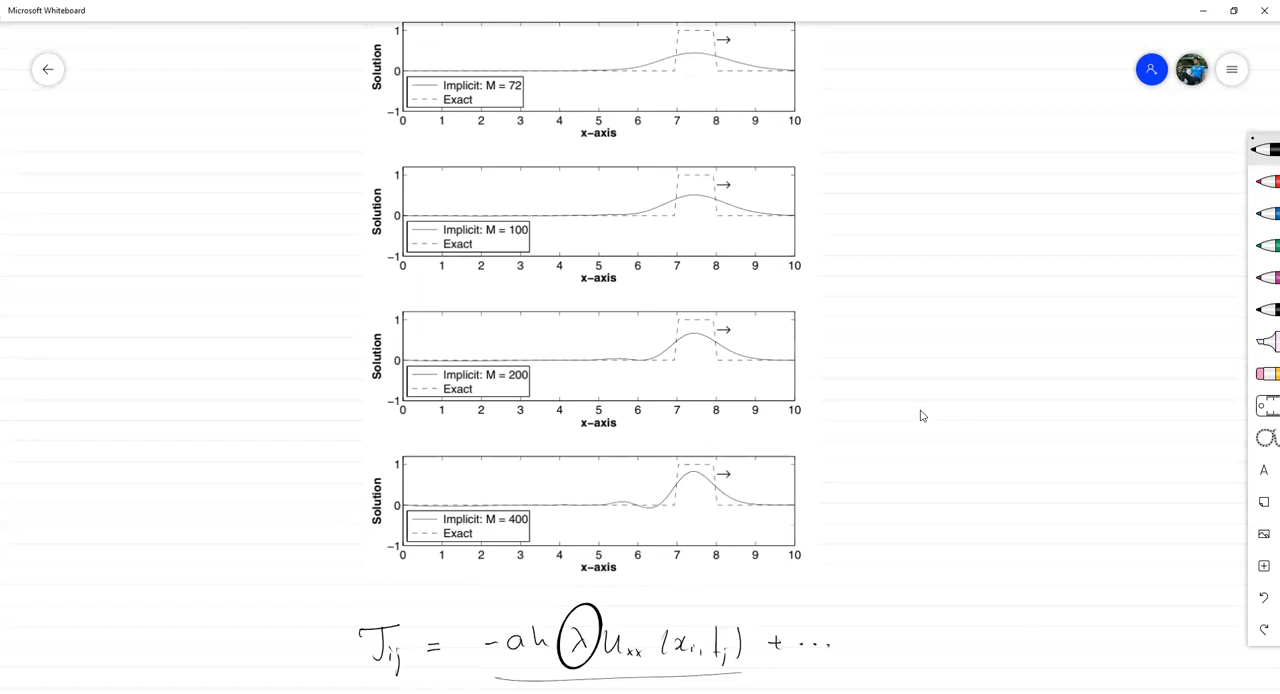 Microsoft Whiteboard
1
0
−1
Solution
Implicit: M = 72
Exact
0 1 2 3 4 5 6 7 8 9 10
x−axis
1
0
−1
Solution
Implicit: M = 100
Exact
0 1 2 3 4 5 6 7 8 9 10
x−axis
1
0
−1
Solution
Implicit: M = 200
Exact
0 1 2 3 4 5 6 7 8 9 10
x−axis
1
0
−1
Solution
Implicit: M = 400
Exact
0 1 2 3 4 5 6 7 8 9 10
x−axis
τij = -ah λ uxx (xi, tj) + ...
A